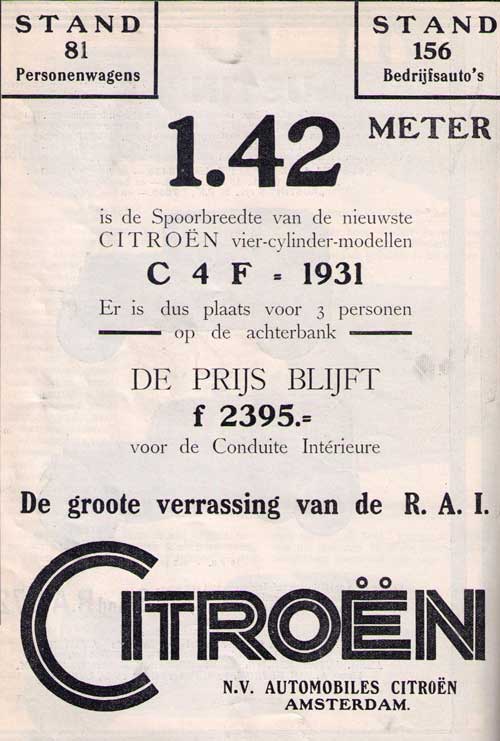 STAND
81
Personenwagens
STAND
156
Bedrijfsauto's
1.42 METER
is de Spoorbreedte van de nieuwste
CITROËN vier-cylinder-modellen
C 4 F = 1931
Er is dus plaats voor 3 personen
op de achterbank
DE PRIJS BLIJFT
f 2395.=
voor de Conduite Intérieure
De groote verrassing van de R. A. I.
CITROËN
N.V. AUTOMOBILES CITROËN
AMSTERDAM.